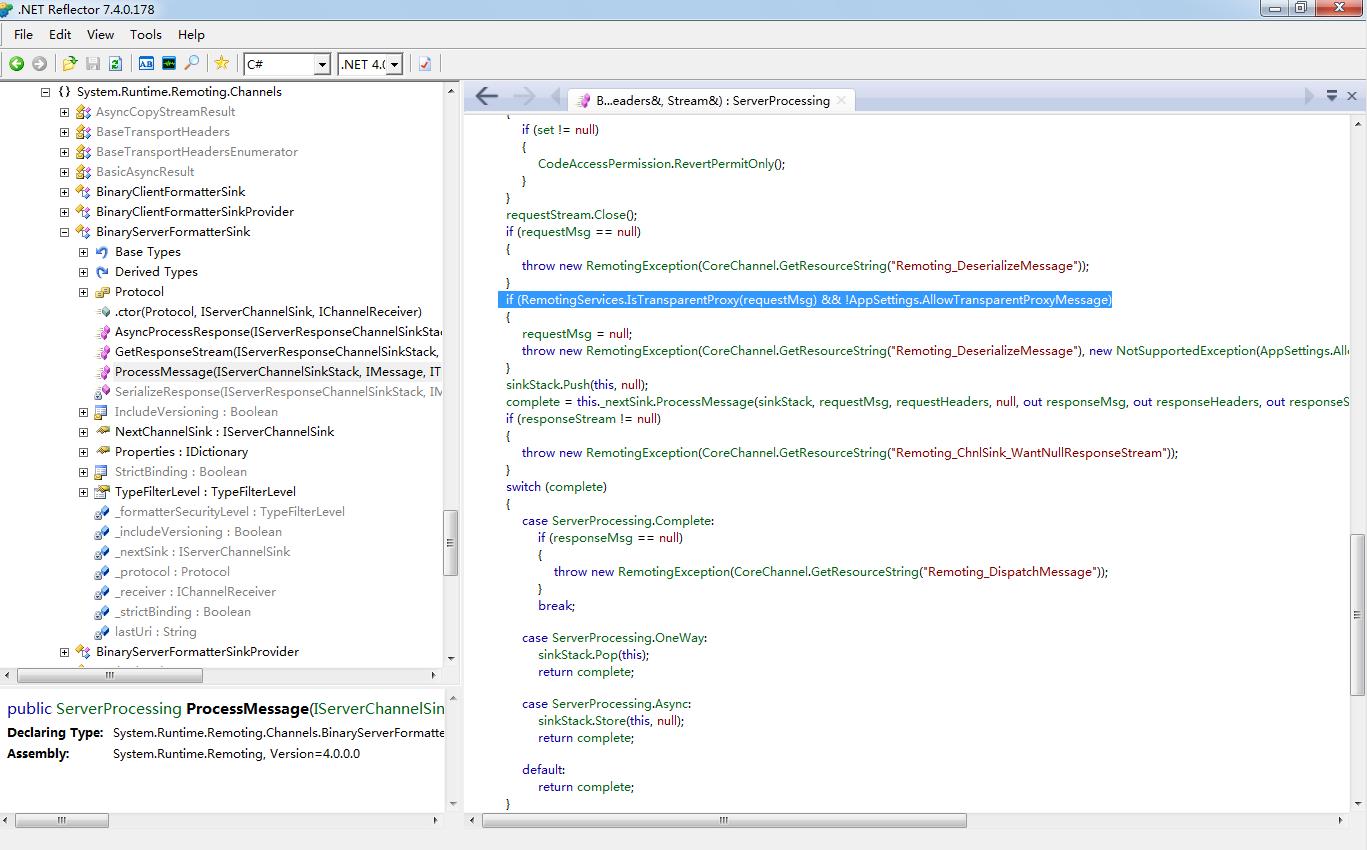 .NET Reflector 7.4.0.178
File Edit View Tools Help
C# .NET 4.(
System.Runtime.Remoting.Channels
AsyncCopyStreamResult
BaseTransportHeaders
BaseTransportHeadersEnumerator
BasicAsyncResult
BinaryClientFormatterSink
BinaryClientFormatterSinkProvider
BinaryServerFormatterSink
Base Types
Derived Types
Protocol
.ctor(Protocol, IServerChannelSink, IChannelReceiver)
AsyncProcessResponse(IServerResponseChannelSinkStac
GetResponseStream(IServerResponseChannelSinkStack,
ProcessMessage(IServerChannelSinkStack, IMessage, IT
SerializeResponse(IServerResponseChannelSinkStack, IM
IncludeVersioning : Boolean
NextChannelSink : IServerChannelSink
Properties : IDictionary
StrictBinding : Boolean
TypeFilterLevel : TypeFilterLevel
_formatterSecurityLevel : TypeFilterLevel
_includeVersioning : Boolean
_nextSink : IServerChannelSink
_protocol : Protocol
_receiver : IChannelReceiver
_strictBinding : Boolean
lastUri : String
BinaryServerFormatterSinkProvider
public ServerProcessing ProcessMessage(IServerChannelSin
Declaring Type: System.Runtime.Remoting.Channels.BinaryServerFormatte
Assembly: System.Runtime.Remoting, Version=4.0.0.0
B...eaders&, Stream&) : ServerProcessing
{
if (set != null)
{
CodeAccessPermission.RevertPermitOnly();
}
}
requestStream.Close();
if (requestMsg == null)
{
throw new RemotingException(CoreChannel.GetResourceString("Remoting_DeserializeMessage"));
}
if (RemotingServices.IsTransparentProxy(requestMsg) && !AppSettings.AllowTransparentProxyMessage)
{
requestMsg = null;
throw new RemotingException(CoreChannel.GetResourceString("Remoting_DeserializeMessage"), new NotSupportedException(AppSettings.All
}
sinkStack.Push(this, null);
complete = this._nextSink.ProcessMessage(sinkStack, requestMsg, requestHeaders, null, out responseMsg, out responseHeaders, out responseS
if (responseStream != null)
{
throw new RemotingException(CoreChannel.GetResourceString("Remoting_ChnlSink_WantNullResponseStream"));
}
switch (complete)
{
case ServerProcessing.Complete:
if (responseMsg == null)
{
throw new RemotingException(CoreChannel.GetResourceString("Remoting_DispatchMessage"));
}
break;
case ServerProcessing.OneWay:
sinkStack.Pop(this);
return complete;
case ServerProcessing.Async:
sinkStack.Store(this, null);
return complete;
default:
return complete;
}